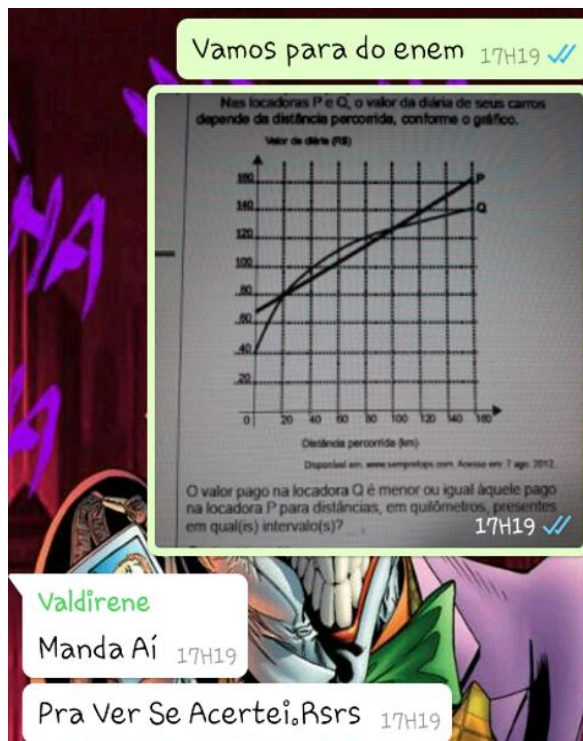 Vamos para do enem 17H19
Nas locadoras P e Q, o valor da diária de seus carros
depende da distância percorrida, conforme o gráfico.
Valor da diária (R$)
160
P
140
Q
120
100
80
60
40
20
0 20 40 60 80 100 120 140 160
Distância percorrida (km)
Disponível em: www.sempretops.com. Acesso em: 7 ago. 2012.
O valor pago na locadora Q é menor ou igual àquele pago
na locadora P para distâncias, em quilômetros, presentes
em qual(is) intervalo(s)?
17H19
Valdirene
Manda Aí 17H19
Pra Ver Se Acertei.Rsrs 17H19